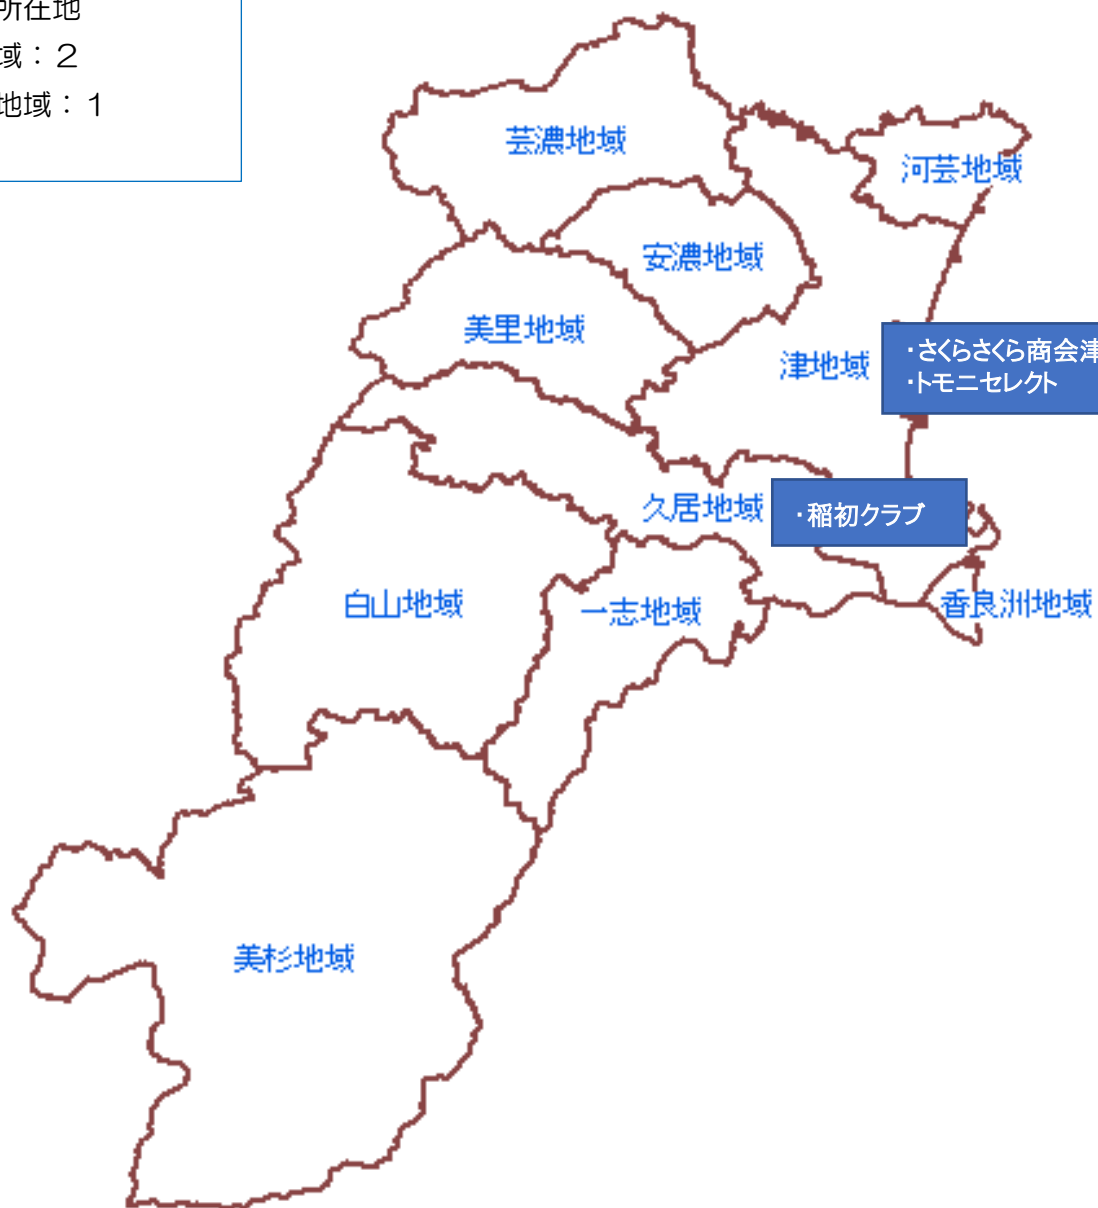 所在地
域：２
地域：１
芸濃地域
河芸地域
安濃地域
美里地域
津地域
・さくらさくら商会津
・トモニセレクト
久居地域
・稲初クラブ
白山地域
一志地域
香良洲地域
美杉地域